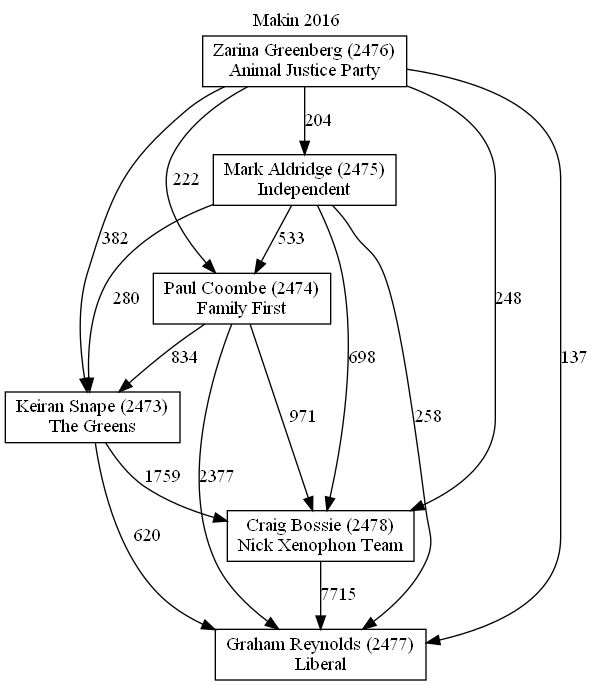 Makin 2016
Zarina Greenberg (2476)
Animal Justice Party
204
Mark Aldridge (2475)
Independent
222
382
280
533
248
137
Paul Coombe (2474)
Family First
834
698
971
258
Keiran Snape (2473)
The Greens
1759
2377
620
Craig Bossie (2478)
Nick Xenophon Team
7715
Graham Reynolds (2477)
Liberal